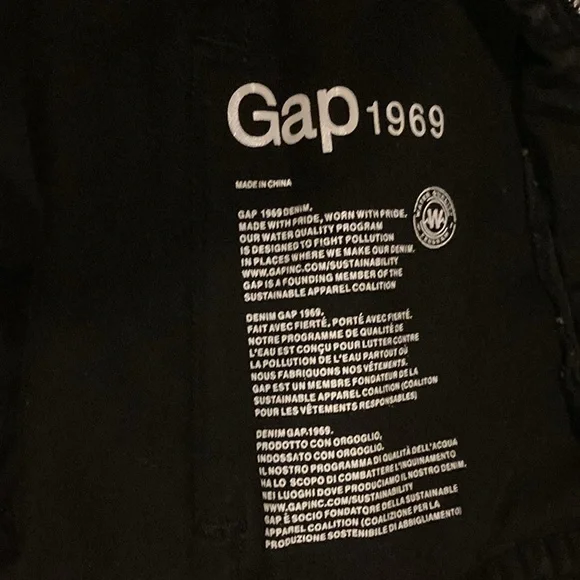 Gap 1969
MADE IN CHINA
GAP 1969 DENIM.
MADE WITH PRIDE, WORN WITH PRIDE.
OUR WATER QUALITY PROGRAM
IS DESIGNED TO FIGHT POLLUTION
IN PLACES WHERE WE MAKE OUR DENIM.
WWW.GAPINC.COM/SUSTAINABILITY
GAP IS A FOUNDING MEMBER OF THE
SUSTAINABLE APPAREL COALITION
DENIM GAP 1969.
FAIT AVEC FIERTÉ. PORTÉ AVEC FIERTÉ.
NOTRE PROGRAMME DE QUALITÉ DE
L'EAU EST CONÇU POUR LUTTER CONTRE
LA POLLUTION DE L'EAU PARTOUT OÙ
NOUS FABRIQUONS NOS VÊTEMENTS.
GAP EST UN MEMBRE FONDATEUR DE LA
SUSTAINABLE APPAREL COALITION (COALITON
POUR LES VÊTEMENTS RESPONSABLES)
DENIM GAP.1969.
PRODOTTO CON ORGOGLIO,
INDOSSATO CON ORGOGLIO.
IL NOSTRO PROGRAMMA DI QUALITÀ DELL'ACQUA
HA LO SCOPO DI COMBATTERE L'INQUINAMENTO
NEI LUOGHI DOVE PRODUCIAMO IL NOSTRO DENIM.
WWW.GAPINC.COM/SUSTAINABILITY
GAP È SOCIO FONDATORE DELLA SUSTAINABLE
APPAREL COALITION (COALIZIONE PER LA
PRODUZIONE SOSTENIBILE DI ABBIGLIAMENTO)